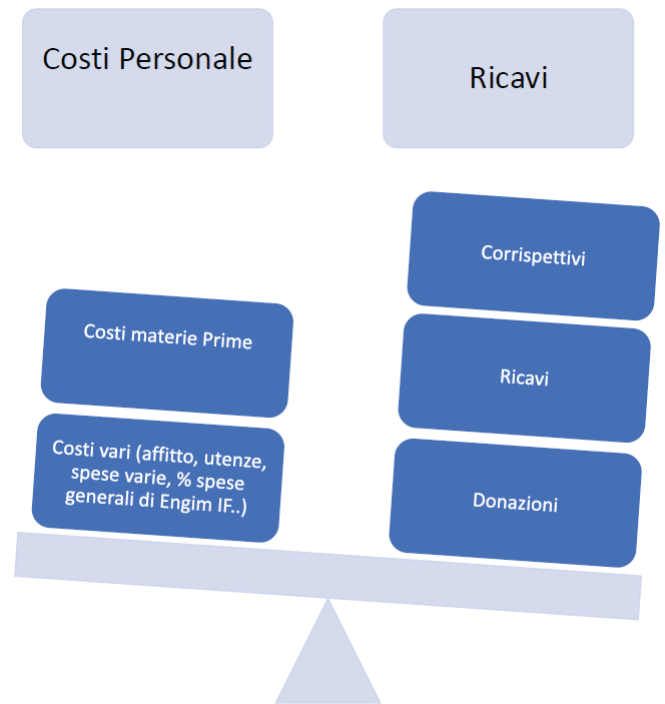 Costi Personale
Ricavi
Corrispettivi
Costi materie Prime
Ricavi
Costi vari (affitto, utenze,
spese varie, % spese
generali di Engim IF..)
Donazioni